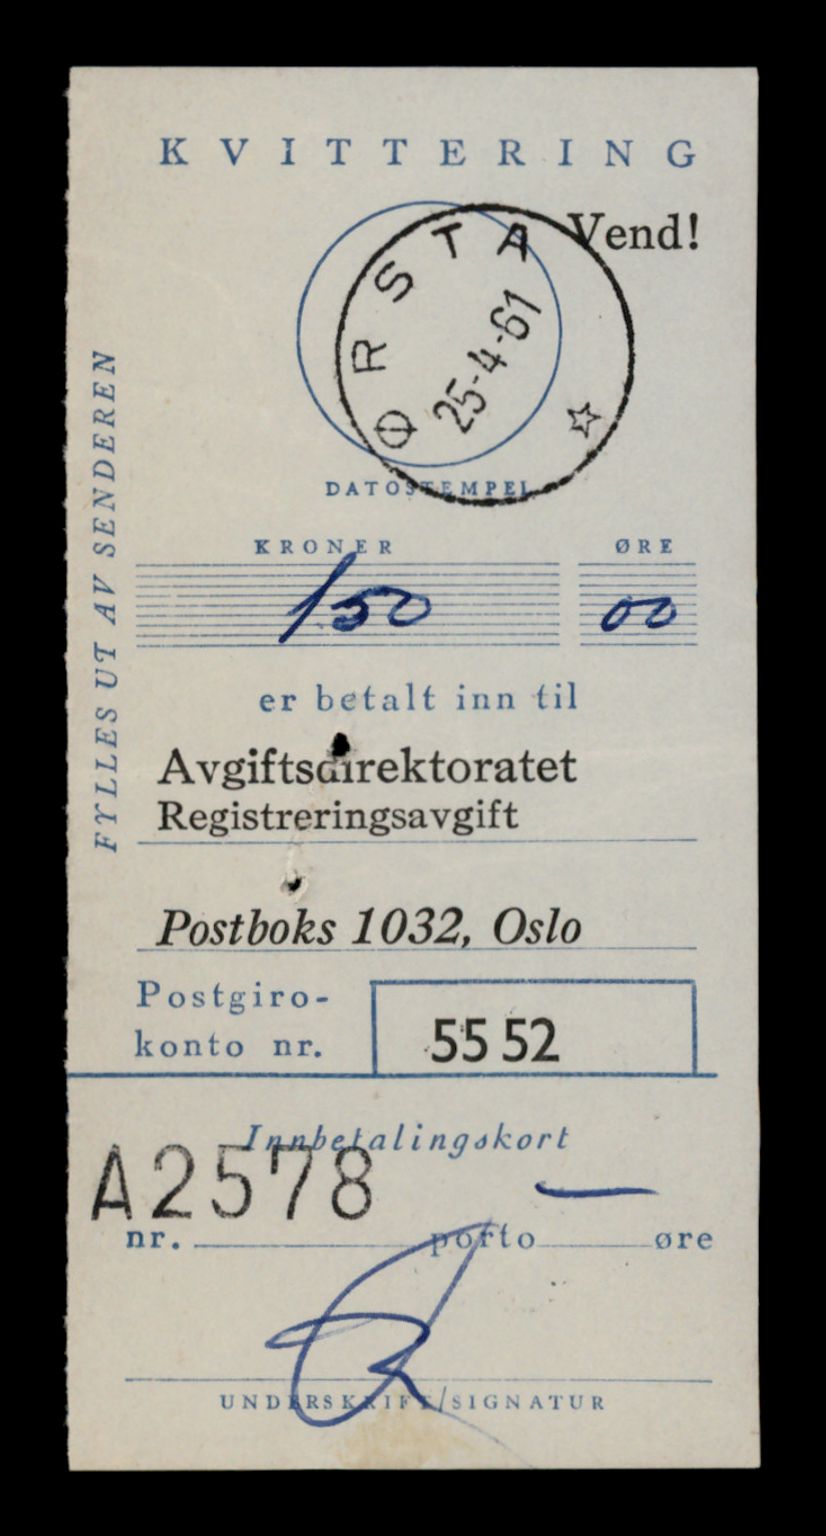 KVITTERING
Vend!
ØRSTA
25-4-61
DATOSTEMPEL
KRONER ØRE
150 00
er betalt inn til
Avgiftsdirektoratet
Registreringsavgift
Postboks 1032, Oslo
Postgiro-
konto nr. 55 52
Innbetalingskort
A2578 —
nr. porto øre
UNDERSKRIFT/SIGNATUR
FYLLES UT AV SENDEREN